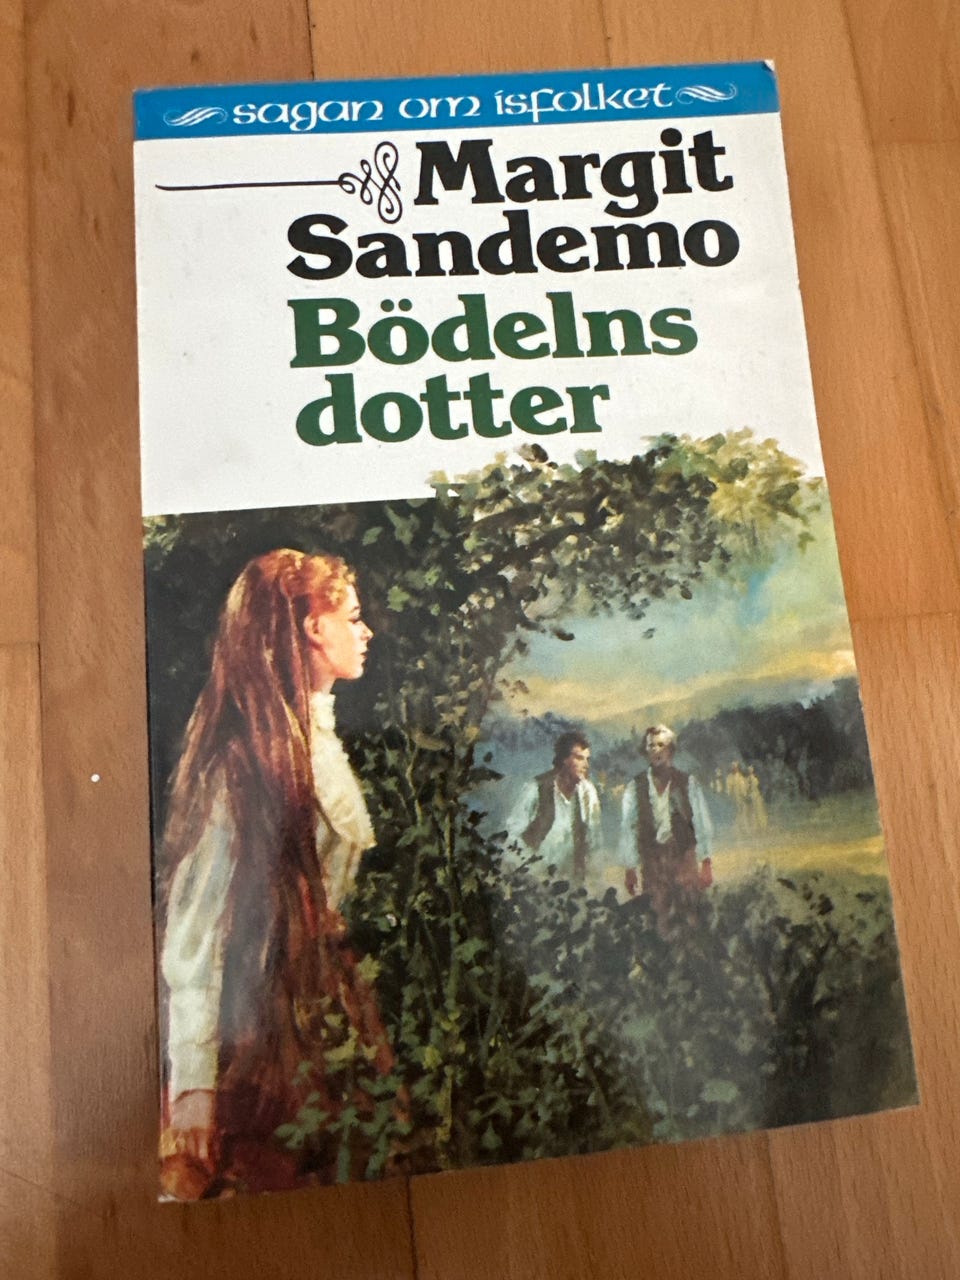 sagan om isfolket
Margit
Sandemo
Bödelns
dotter